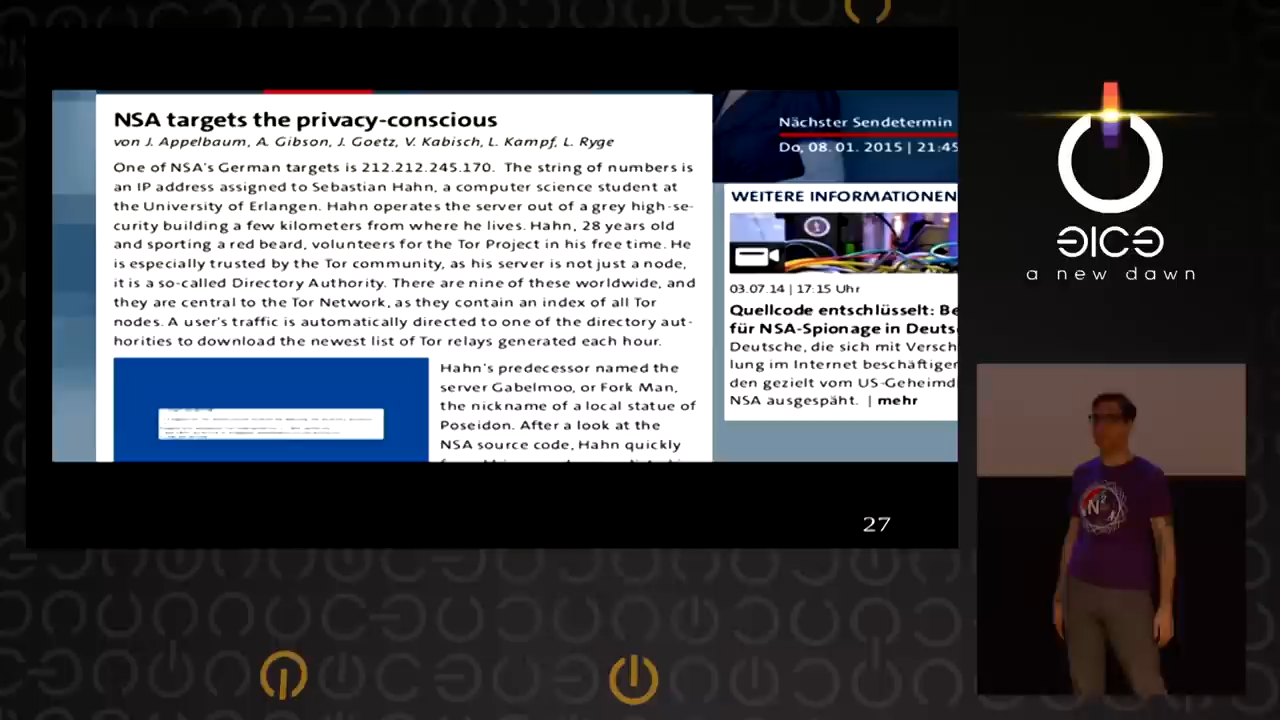 NSA targets the privacy-conscious
von J. Appelbaum, A. Gibson, J. Goetz, V. Kabisch, L. Kampf, L. Ryge
One of NSA's German targets is 212.212.245.170. The string of numbers is
an IP address assigned to Sebastian Hahn, a computer science student at
the University of Erlangen. Hahn operates the server out of a grey high-se-
curity building a few kilometers from where he lives. Hahn, 28 years old
and sporting a red beard, volunteers for the Tor Project in his free time. He
is especially trusted by the Tor community, as his server is not just a node,
it is a so-called Directory Authority. There are nine of these worldwide, and
they are central to the Tor Network, as they contain an index of all Tor
nodes. A user's traffic is automatically directed to one of the directory aut-
horities to download the newest list of Tor relays generated each hour.
Hahn's predecessor named the
server Gabelmoo, or Fork Man,
the nickname of a local statue of
Poseidon. After a look at the
NSA source code, Hahn quickly
Nächster Sendetermin
Do, 08. 01. 2015 | 21:45
WEITERE INFORMATIONEN
03.07.14 | 17:15 Uhr
Quellcode entschlüsselt: Be
für NSA-Spionage in Deuts
Deutsche, die sich mit Versch
lung im Internet beschäftiger
den gezielt vom US-Geheimd
NSA ausgespäht. | mehr
27
a new dawn
N²